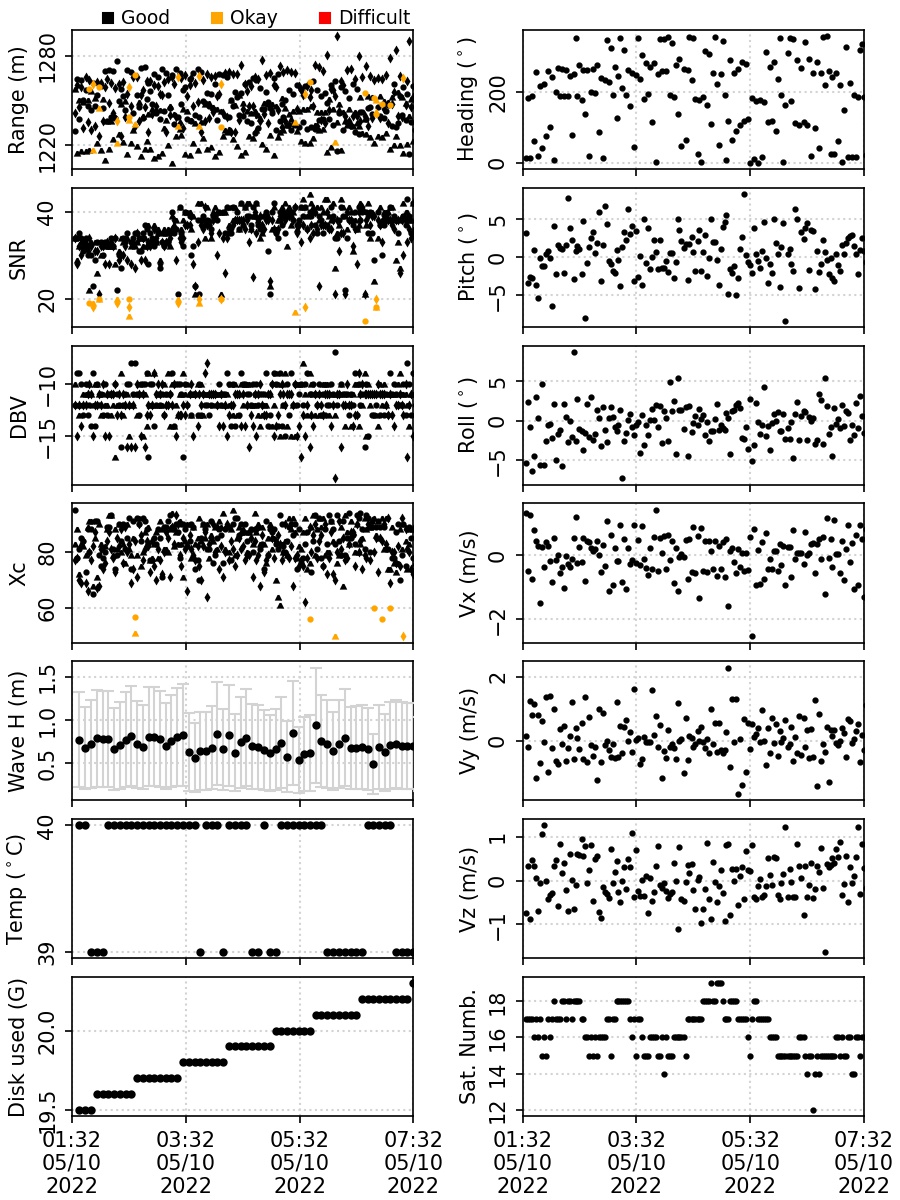 Good Okay Difficult
Range (m)
1280
1220
Heading (°)
200
0
SNR
40
20
Pitch (°)
5
0
−5
DBV
−10
−15
Roll (°)
5
0
−5
Xc
80
60
Vx (m/s)
0
−2
Wave H (m)
1.5
1.0
0.5
Vy (m/s)
2
0
Temp (°C)
40
39
Vz (m/s)
1
0
−1
Disk used (G)
20.0
19.5
Sat. Numb.
18
16
14
12
01:32 03:32 05:32 07:32
05/10 05/10 05/10 05/10
2022 2022 2022 2022
01:32 03:32 05:32 07:32
05/10 05/10 05/10 05/10
2022 2022 2022 2022